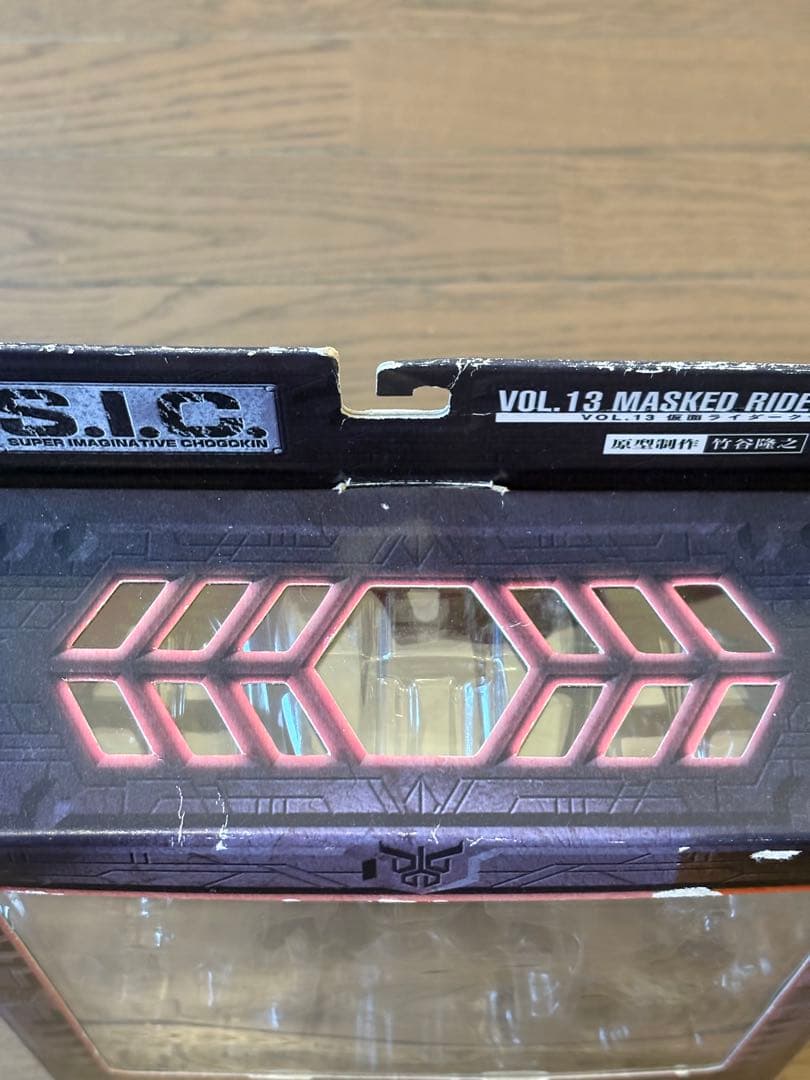 S.I.C.
SUPER IMAGINATIVE CHOGOKIN
VOL.13 MASKED RIDE
VOL.13 仮面ライダーク
原型制作 竹谷隆之